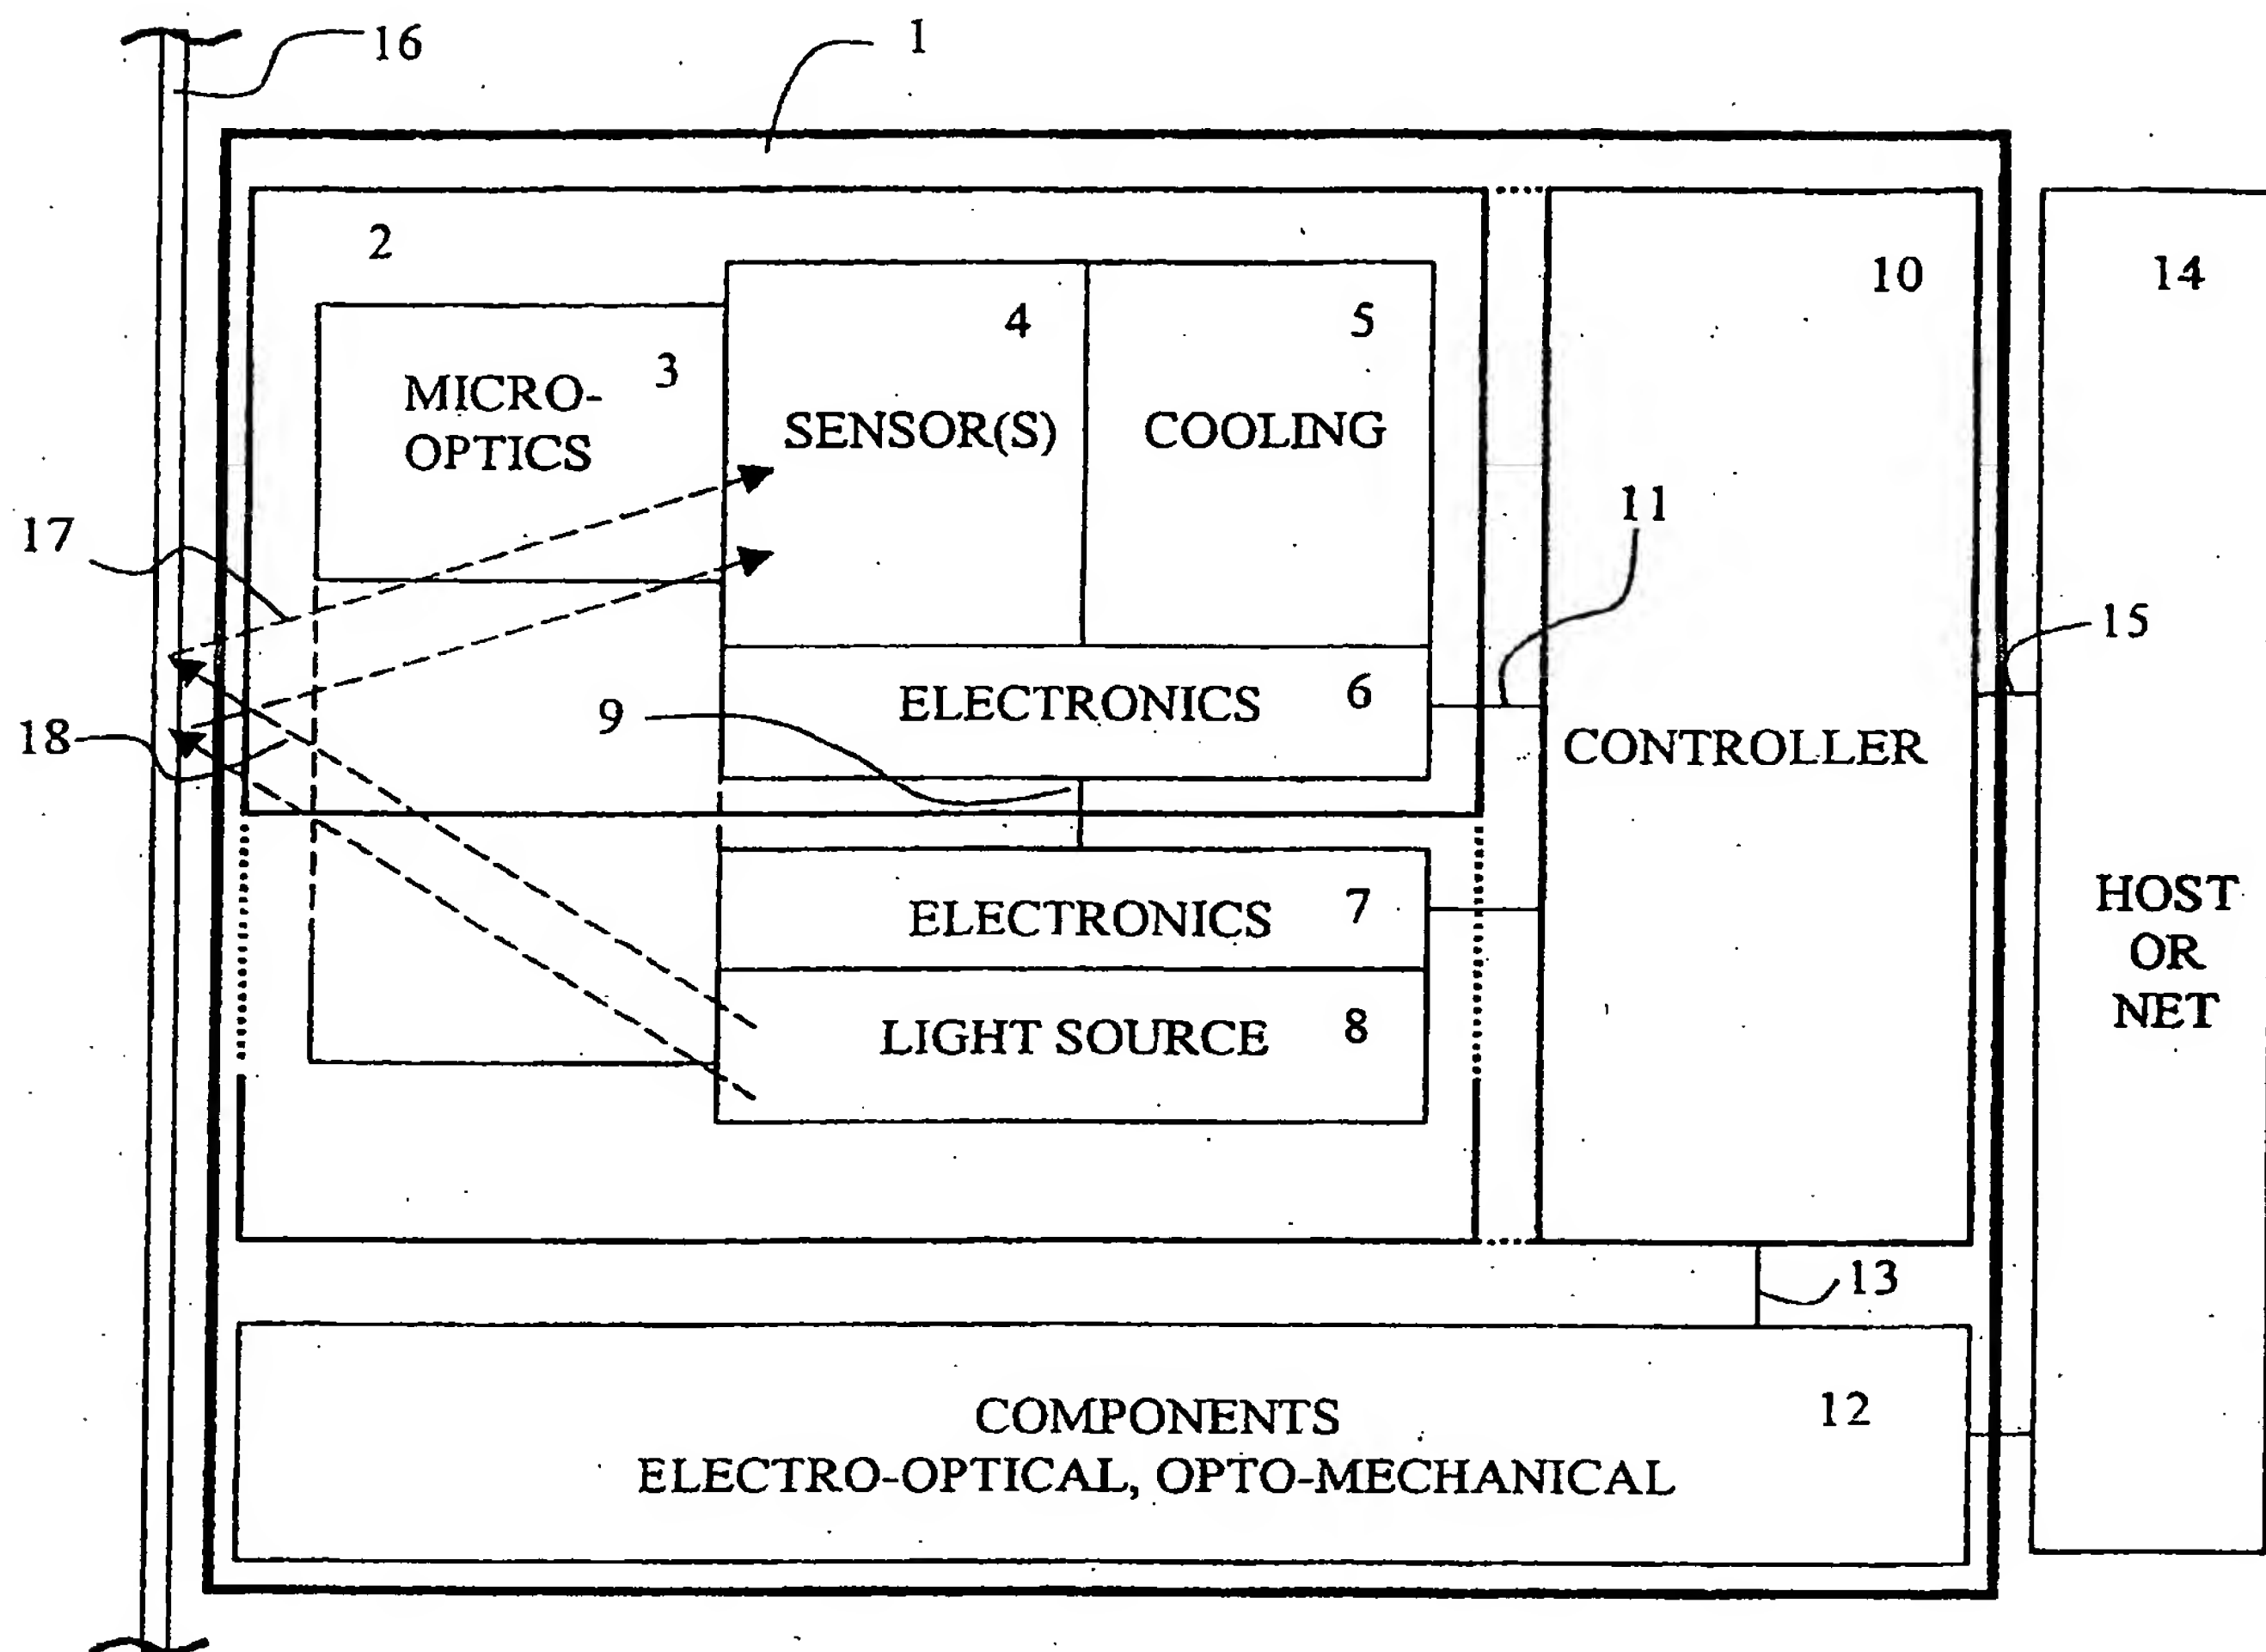 16
1
2
10
14
3
MICRO-
OPTICS
4
SENSOR(S)
5
COOLING
17
11
15
ELECTRONICS 6
9
18
CONTROLLER
ELECTRONICS 7
HOST
OR
NET
LIGHT SOURCE 8
13
12
COMPONENTS
ELECTRO-OPTICAL, OPTO-MECHANICAL